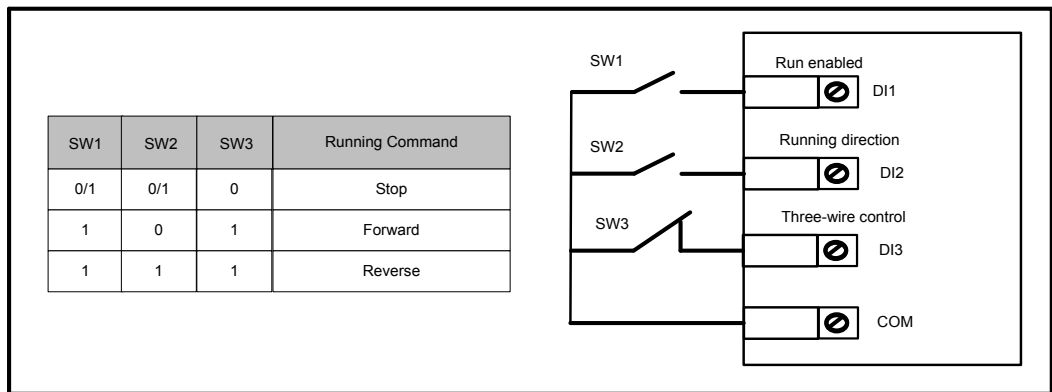 SW1 SW2 SW3 Running Command
0/1 0/1 0 Stop
1 0 1 Forward
1 1 1 Reverse
SW1
Run enabled
DI1
SW2
Running direction
DI2
SW3
Three-wire control
DI3
COM